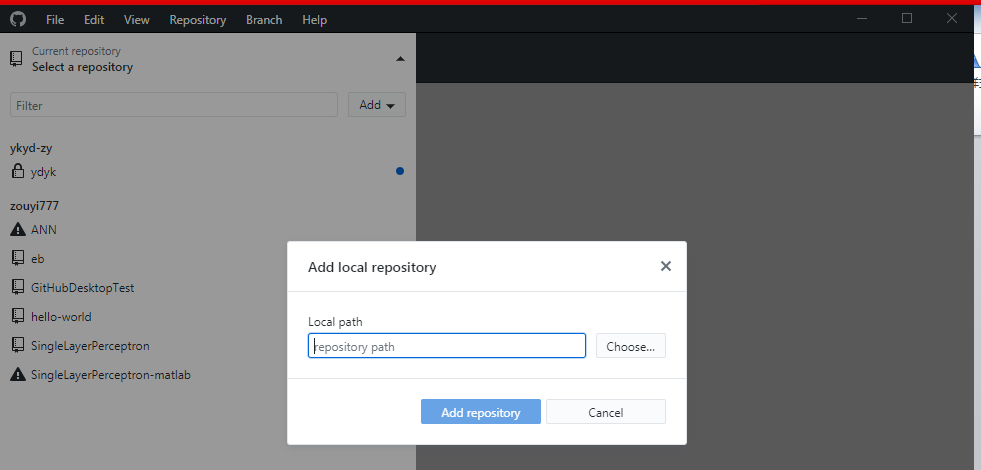 File Edit View Repository Branch Help
Current repository
Select a repository
Filter
Add
ykyd-zy
ydyk
zouyi777
ANN
eb
GitHubDesktopTest
hello-world
SingleLayerPerceptron
SingleLayerPerceptron-matlab
Add local repository
Local path
repository path
Choose...
Add repository
Cancel